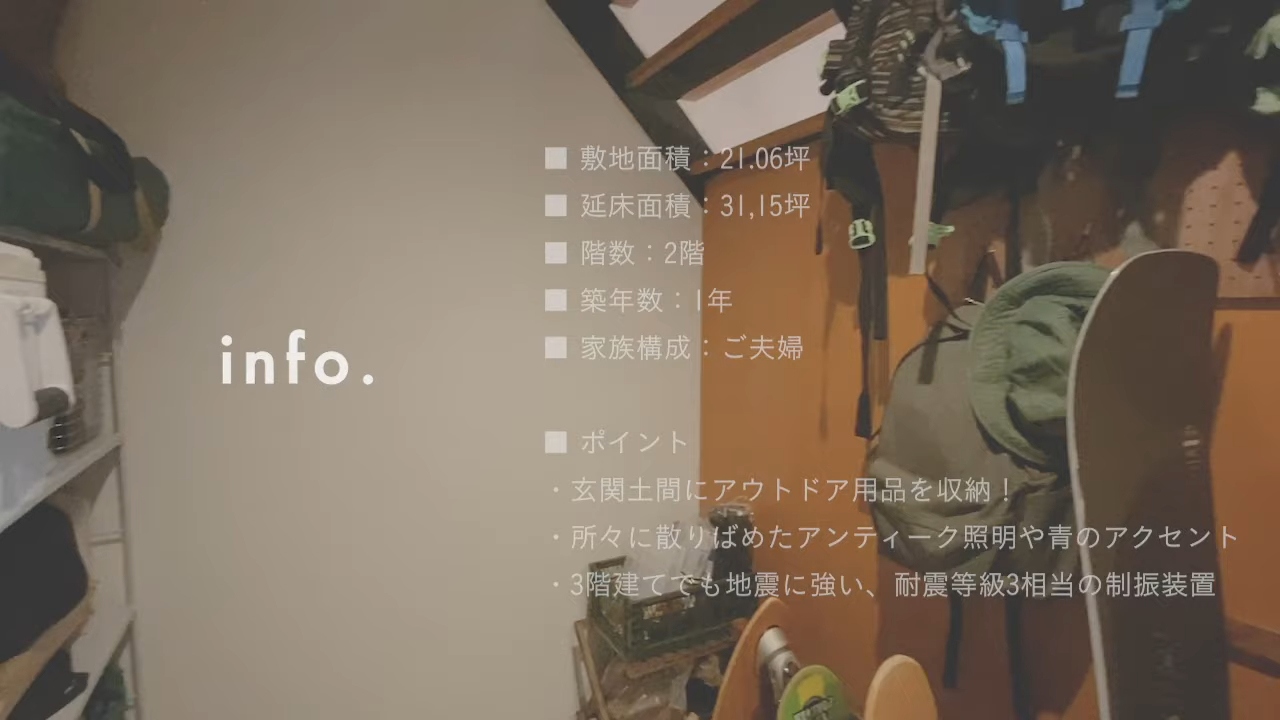 info.
■ 敷地面積：21.06坪
■ 延床面積：31,15坪
■ 階数：2階
■ 築年数：1年
■ 家族構成：ご夫婦
■ ポイント
・玄関土間にアウトドア用品を収納！
・所々に散りばめたアンティーク照明や青のアクセント
・3階建てでも地震に強い、耐震等級3相当の制振装置